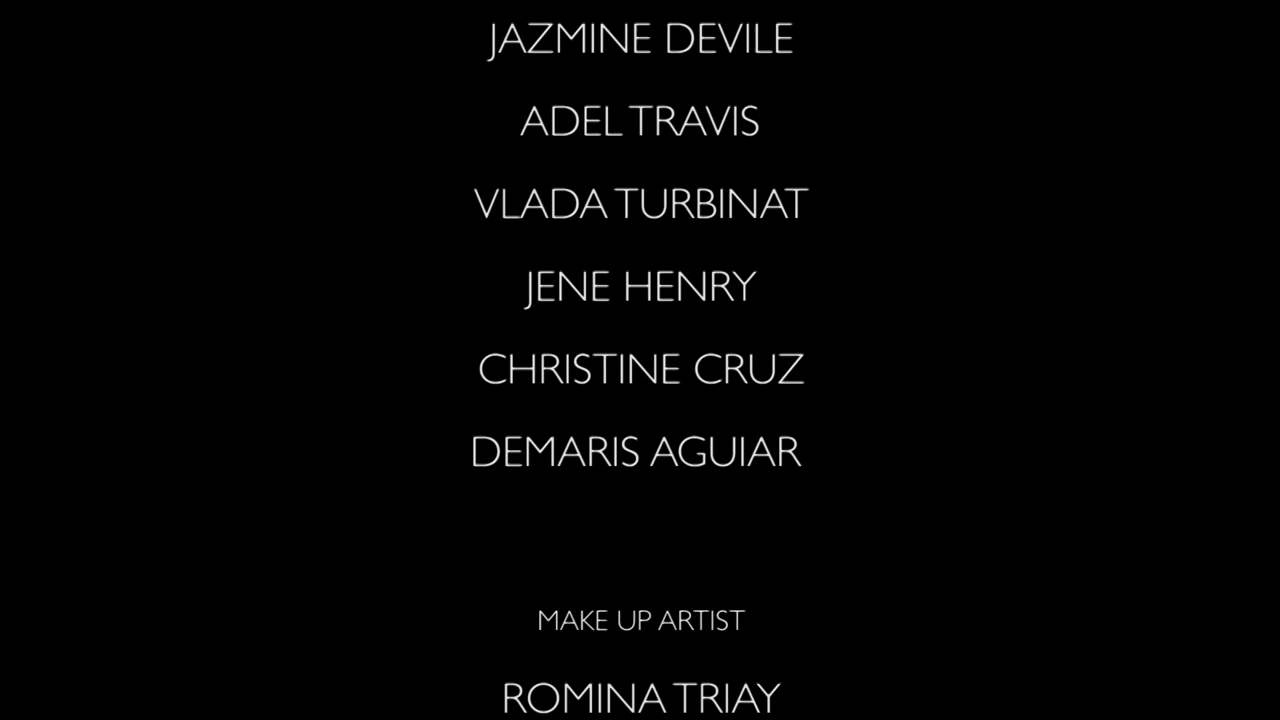 JAZMINE DEVILE
ADEL TRAVIS
VLADA TURBINAT
JENE HENRY
CHRISTINE CRUZ
DEMARIS AGUIAR
MAKE UP ARTIST
ROMINA TRIAY